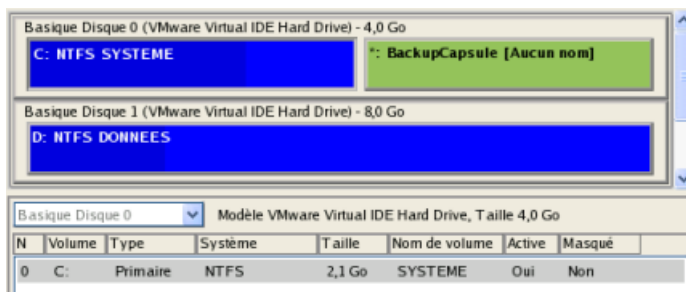 Basique Disque 0 (VMware Virtual IDE Hard Drive) - 4,0 Go
C: NTFS SYSTEME *: BackupCapsule [Aucun nom]
Basique Disque 1 (VMware Virtual IDE Hard Drive) - 8,0 Go
D: NTFS DONNEES
Basique Disque 0 Modèle VMware Virtual IDE Hard Drive, Taille 4,0 Go
N Volume Type Système Taille Nom de volume Active Masqué
0 C: Primaire NTFS 2,1 Go SYSTEME Oui Non